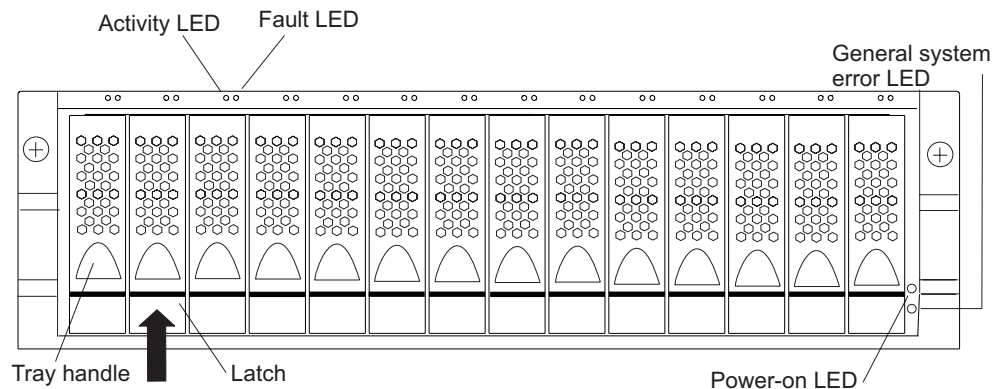 Activity LED
Fault LED
General system
error LED
Tray handle
Latch
Power-on LED